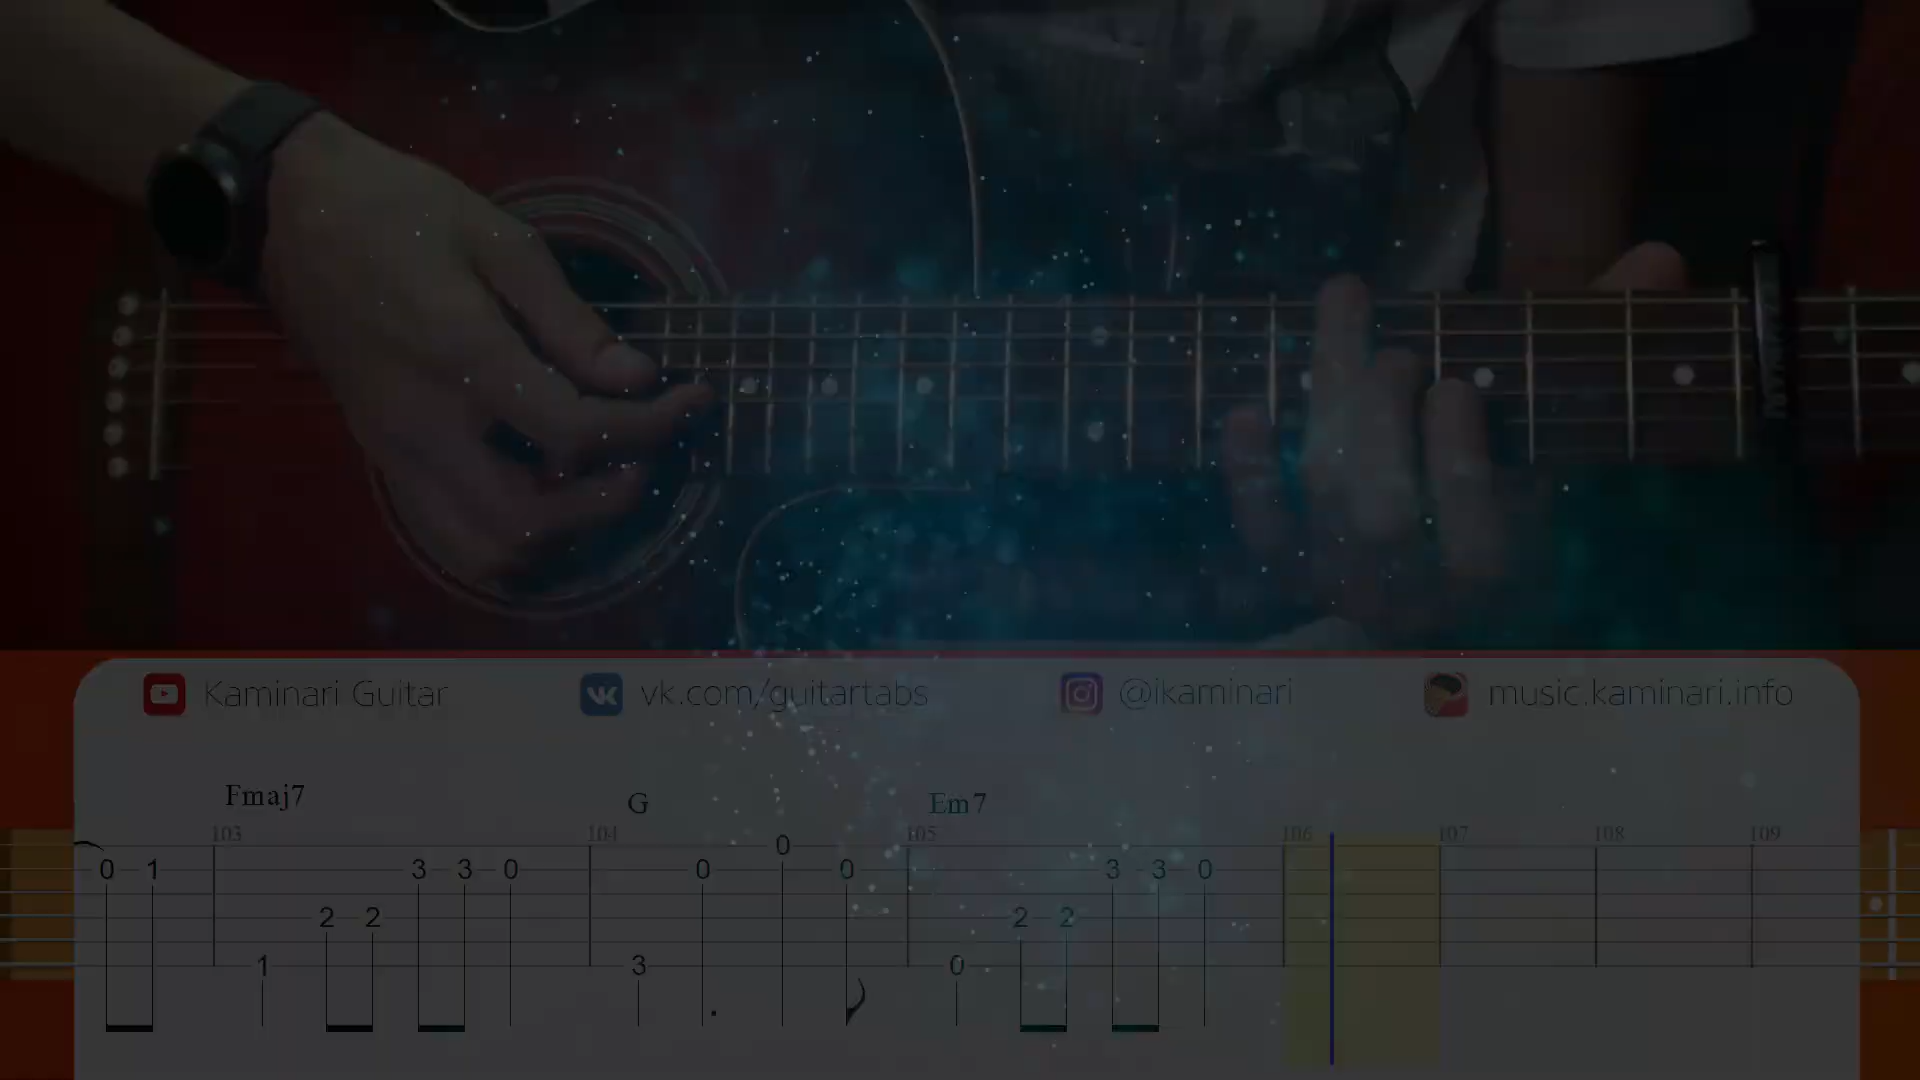 Kaminari Guitar
vk.com/guitartabs
@ikaminari
music.kaminari.info
Fmaj7 G Em7
103 104 105 106 107 108 109
0 0
0 1 3 3 0 0 0 3 3 0
2 2 2 2
1 3 0